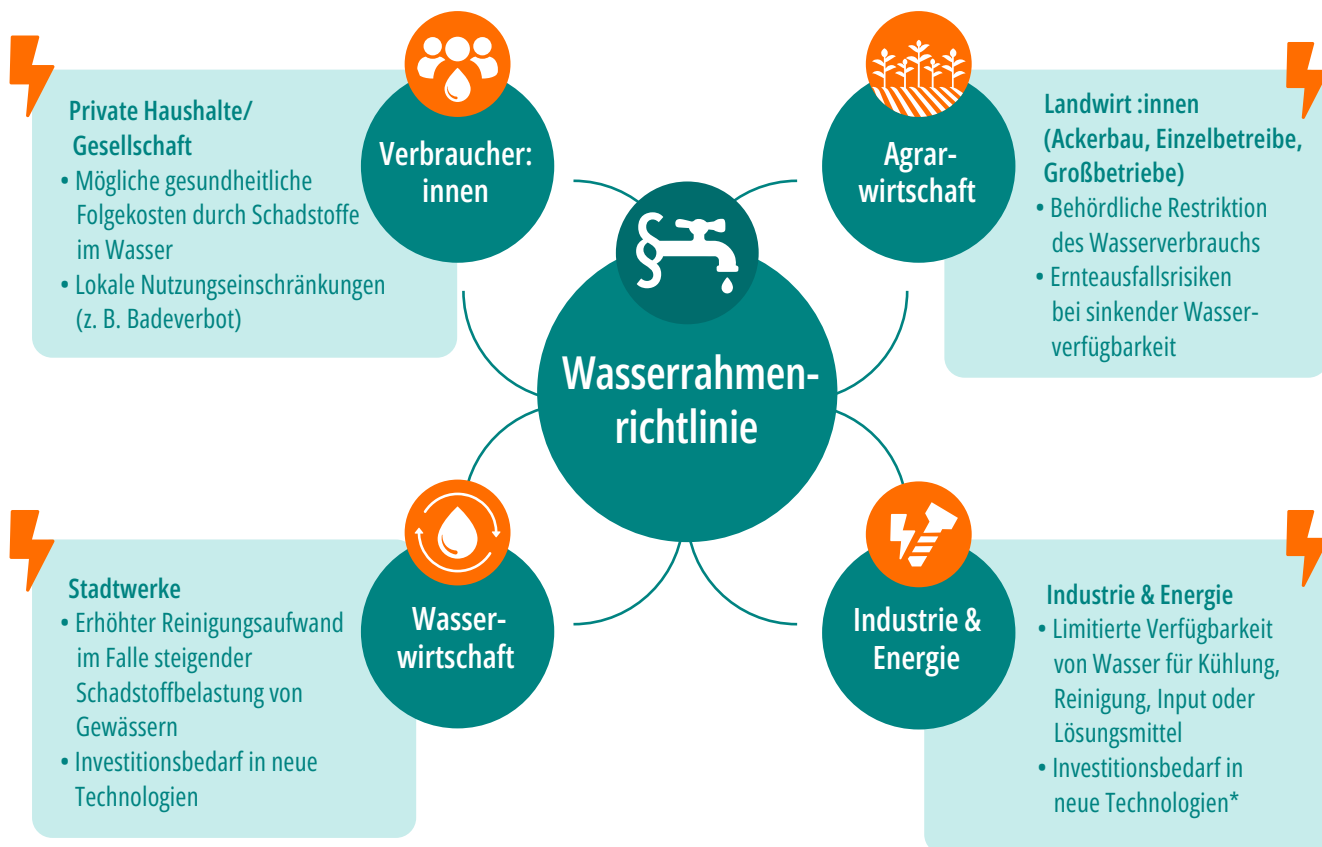 Private Haushalte/
Gesellschaft
• Mögliche gesundheitliche
Folgekosten durch Schadstoffe
im Wasser
• Lokale Nutzungseinschränkungen
(z. B. Badeverbot)
Verbraucher:
innen
Agrar-
wirtschaft
Landwirt :innen
(Ackerbau, Einzelbetreibe,
Großbetriebe)
• Behördliche Restriktion
des Wasserverbrauchs
• Ernteausfallsrisiken
bei sinkender Wasser-
verfügbarkeit
§
Wasserrahmen-
richtlinie
Stadtwerke
• Erhöhter Reinigungsaufwand
im Falle steigender
Schadstoffbelastung von
Gewässern
• Investitionsbedarf in neue
Technologien
Wasser-
wirtschaft
Industrie &
Energie
Industrie & Energie
• Limitierte Verfügbarkeit
von Wasser für Kühlung,
Reinigung, Input oder
Lösungsmittel
• Investitionsbedarf in
neue Technologien*